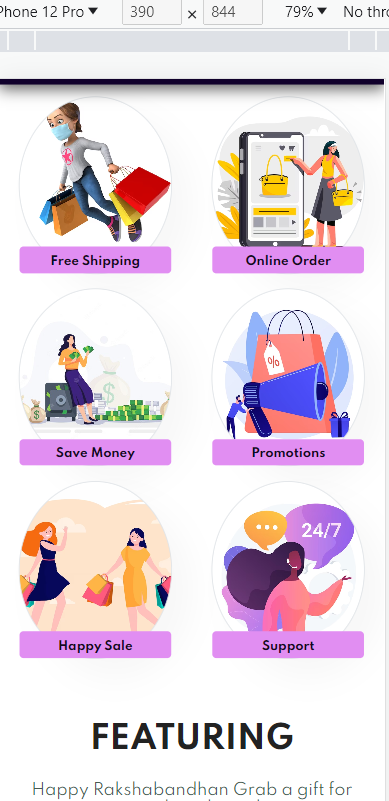 Phone 12 Pro ▼ 390 × 844 79% ▼ No thro
Free Shipping
Online Order
Save Money
%
Promotions
24/7
Happy Sale
Support
FEATURING
Happy Rakshabandhan Grab a gift for